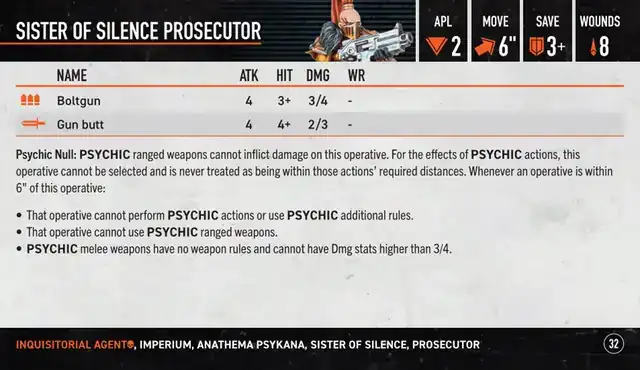 SISTER OF SILENCE PROSECUTOR
APL 2
MOVE 6"
SAVE 3+
WOUNDS 8
NAME ATK HIT DMG WR
Boltgun 4 3+ 3/4 -
Gun butt 4 4+ 2/3 -
Psychic Null: PSYCHIC ranged weapons cannot inflict damage on this operative. For the effects of PSYCHIC actions, this
operative cannot be selected and is never treated as being within those actions' required distances. Whenever an operative is within
6" of this operative:
• That operative cannot perform PSYCHIC actions or use PSYCHIC additional rules.
• That operative cannot use PSYCHIC ranged weapons.
• PSYCHIC melee weapons have no weapon rules and cannot have Dmg stats higher than 3/4.
INQUISITORIAL AGENT, IMPERIUM, ANATHEMA PSYKANA, SISTER OF SILENCE, PROSECUTOR
32